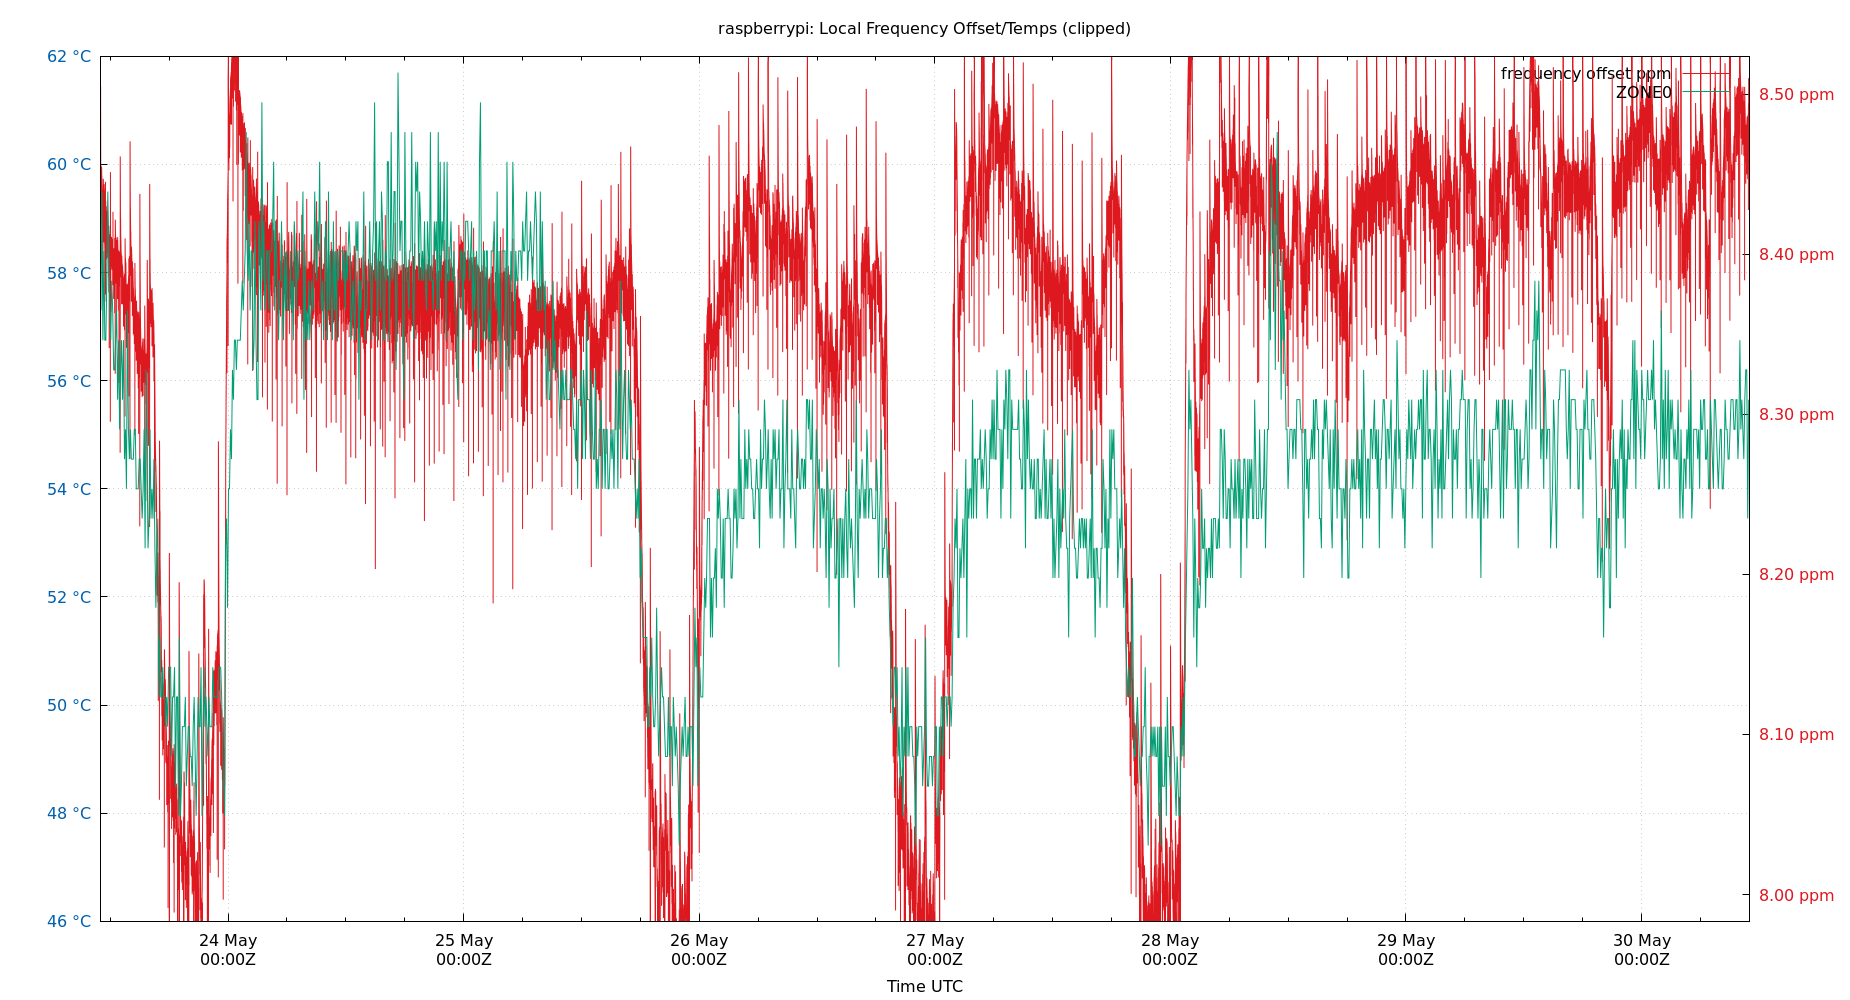 raspberrypi: Local Frequency Offset/Temps (clipped)
62 °C
60 °C
58 °C
56 °C
54 °C
52 °C
50 °C
48 °C
46 °C
frequency offset ppm
ZONE0
8.50 ppm
8.40 ppm
8.30 ppm
8.20 ppm
8.10 ppm
8.00 ppm
24 May 25 May 26 May 27 May 28 May 29 May 30 May
00:00Z 00:00Z 00:00Z 00:00Z 00:00Z 00:00Z 00:00Z
Time UTC